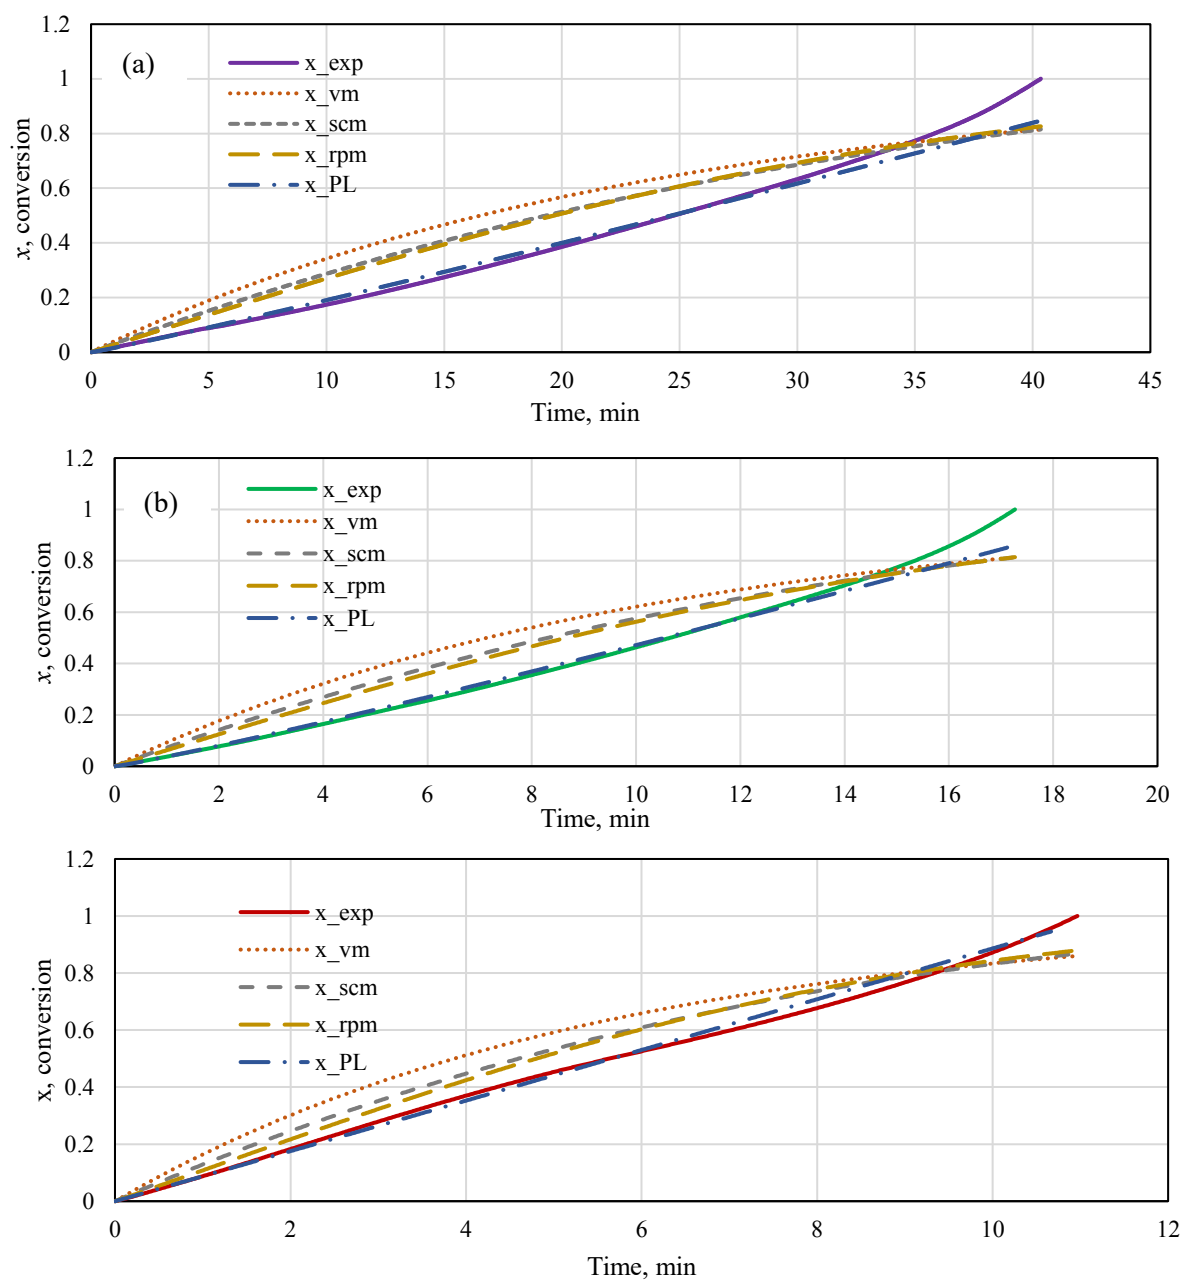 1.2
(a)
x_exp
1
x_vm
0.8
x_scm
x_rpm
0.6
x_PL
x, conversion
0.4
0.2
0
0 5 10 15 20 25 30 35 40 45
Time, min
1.2
(b)
x_exp
1
x_vm
x_scm
0.8
x_rpm
0.6
x_PL
x, conversion
0.4
0.2
0
0 2 4 6 8 10 12 14 16 18 20
Time, min
1.2
x_exp
1
x_vm
0.8
x_scm
x_rpm
0.6
x_PL
x, conversion
0.4
0.2
0
0 2 4 6 8 10 12
Time, min